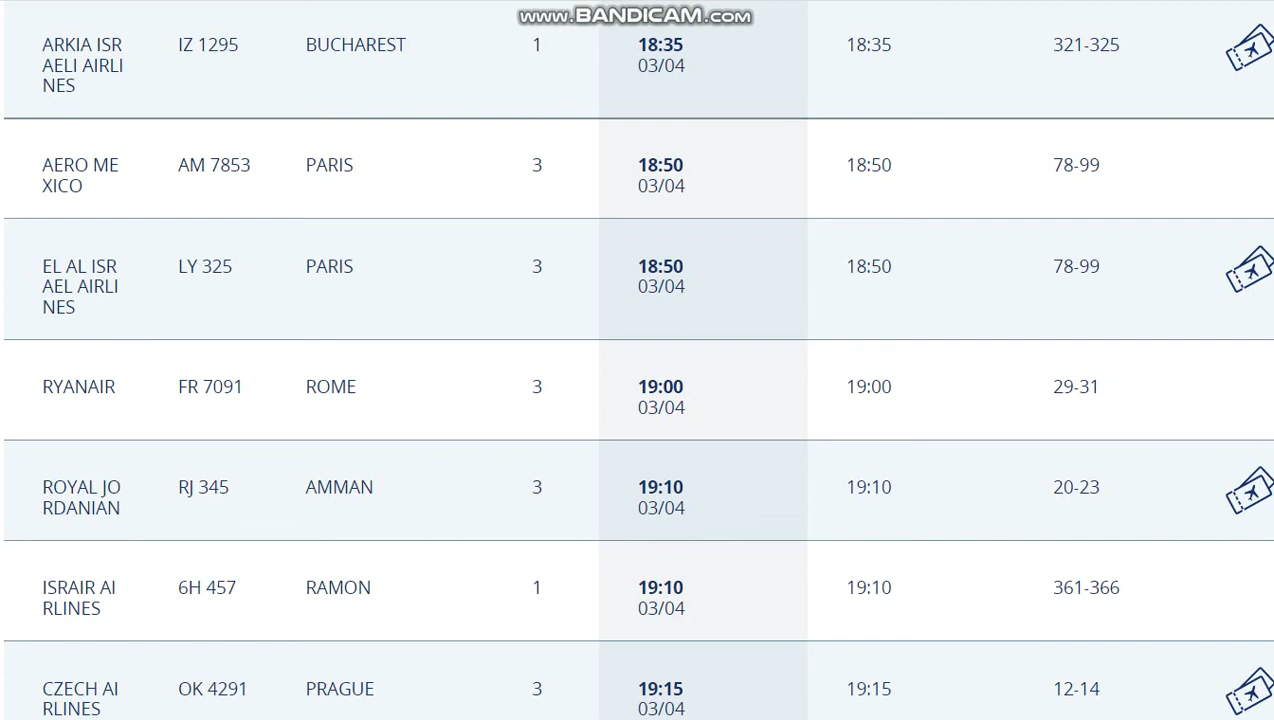 www.BANDICAM.com
ARKIA ISR IZ 1295 BUCHAREST 1 18:35 18:35 321-325
AELI AIRLI 03/04
NES
AERO ME AM 7853 PARIS 3 18:50 18:50 78-99
XICO 03/04
EL AL ISR LY 325 PARIS 3 18:50 18:50 78-99
AEL AIRLI 03/04
NES
RYANAIR FR 7091 ROME 3 19:00 19:00 29-31
03/04
ROYAL JO RJ 345 AMMAN 3 19:10 19:10 20-23
RDANIAN 03/04
ISRAIR AI 6H 457 RAMON 1 19:10 19:10 361-366
RLINES 03/04
CZECH AI OK 4291 PRAGUE 3 19:15 19:15 12-14
RLINES 03/04